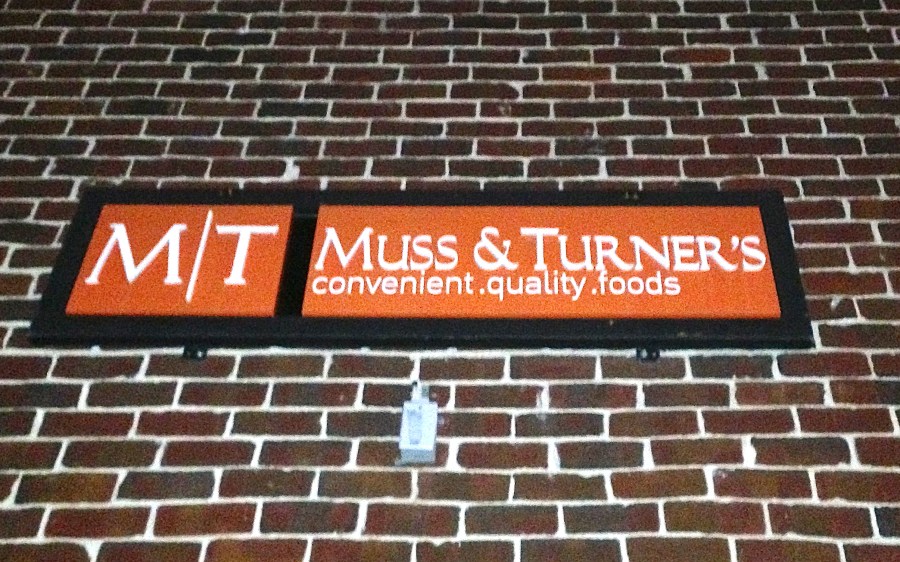 M/T
MUSS & TURNER'S
convenient.quality.foods